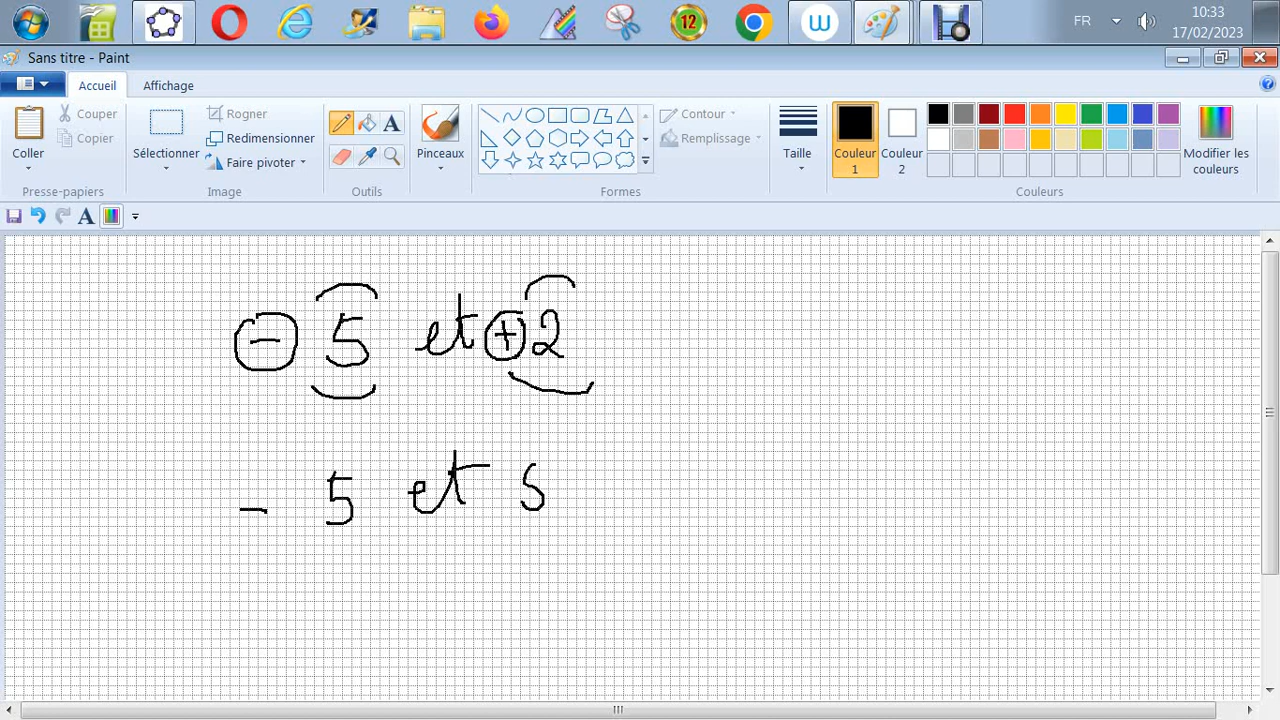 12
W
FR
10:33
17/02/2023
Sans titre - Paint
Accueil
Affichage
Coller
Couper
Copier
Presse-papiers
Sélectionner
Rogner
Redimensionner
Faire pivoter
Image
A
Outils
Pinceaux
Contour
Remplissage
Formes
Taille
Couleur 1
Couleur 2
Modifier les couleurs
Couleurs
A
- 5 et + 2
- 5 et 5